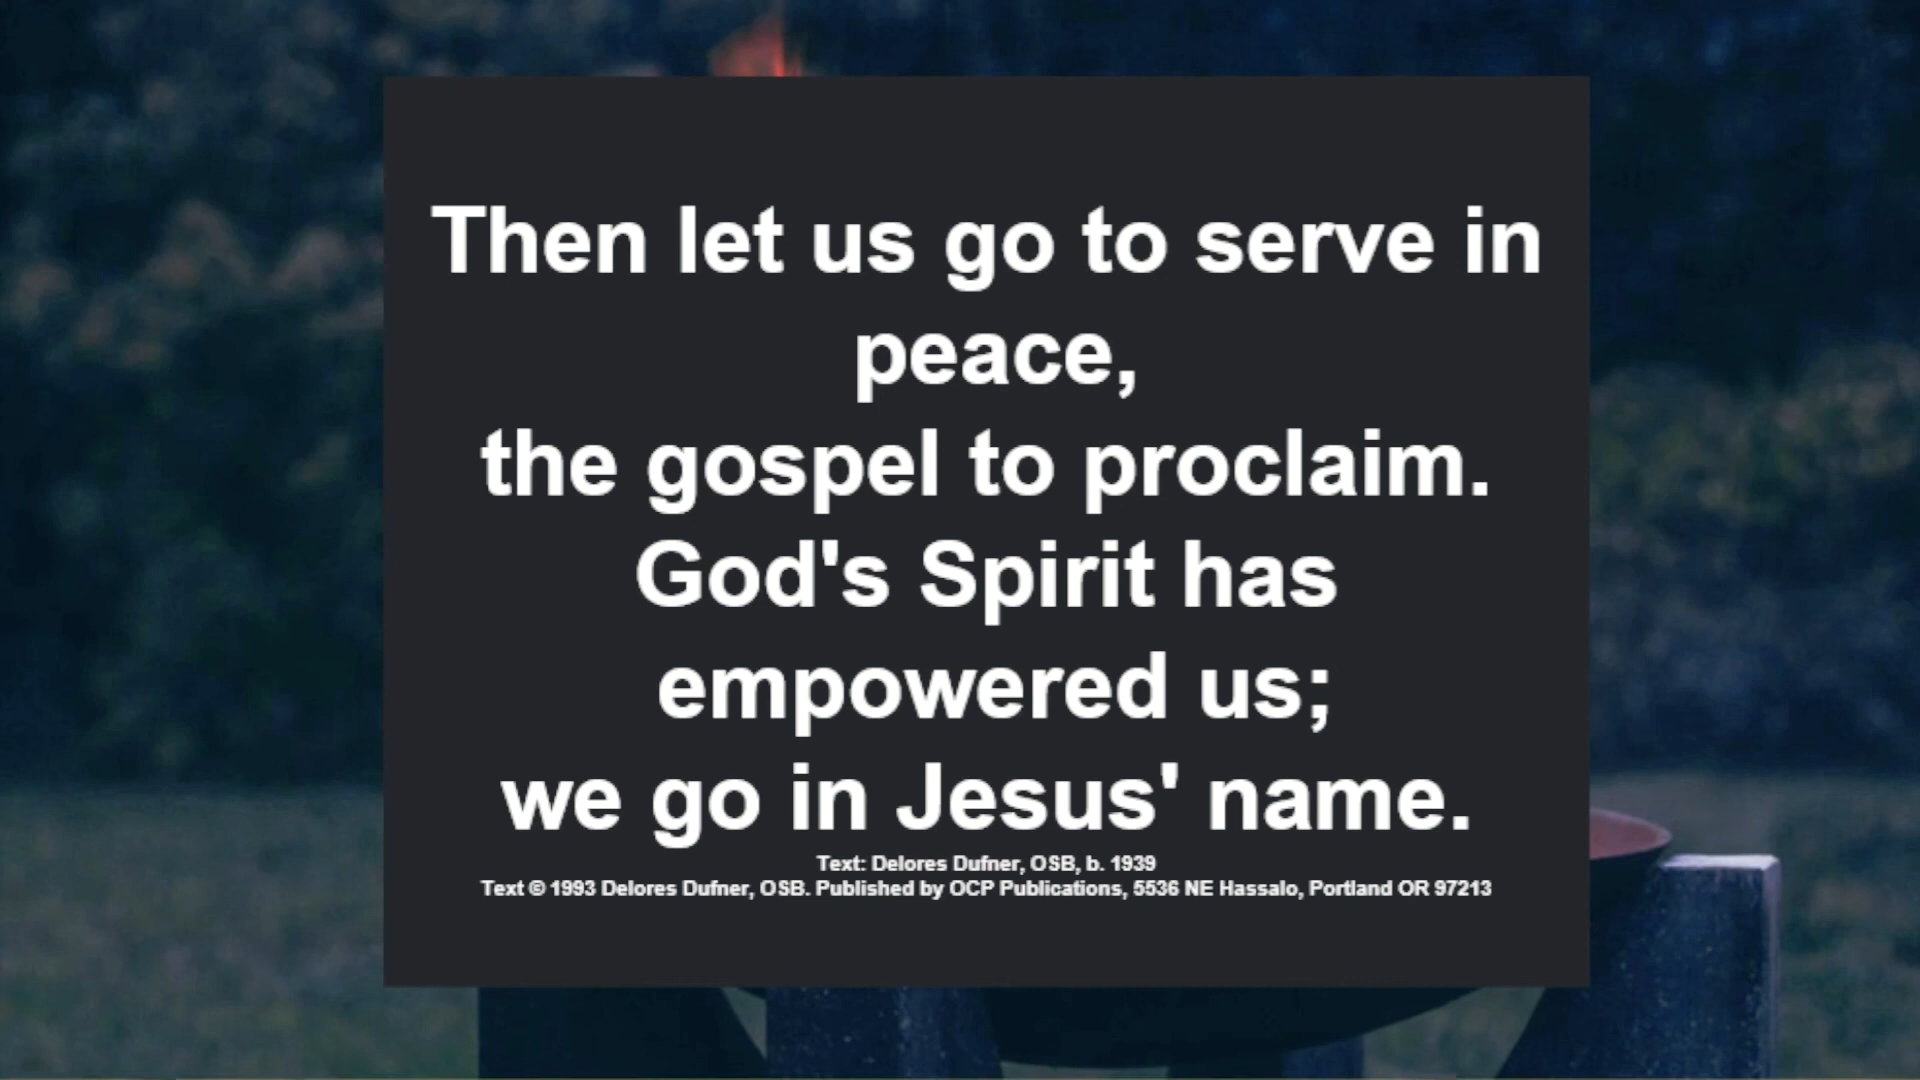 Then let us go to serve in
peace,
the gospel to proclaim.
God's Spirit has
empowered us;
we go in Jesus' name.
Text: Delores Dufner, OSB, b. 1939
Text © 1993 Delores Dufner, OSB. Published by OCP Publications, 5536 NE Hassalo, Portland OR 97213